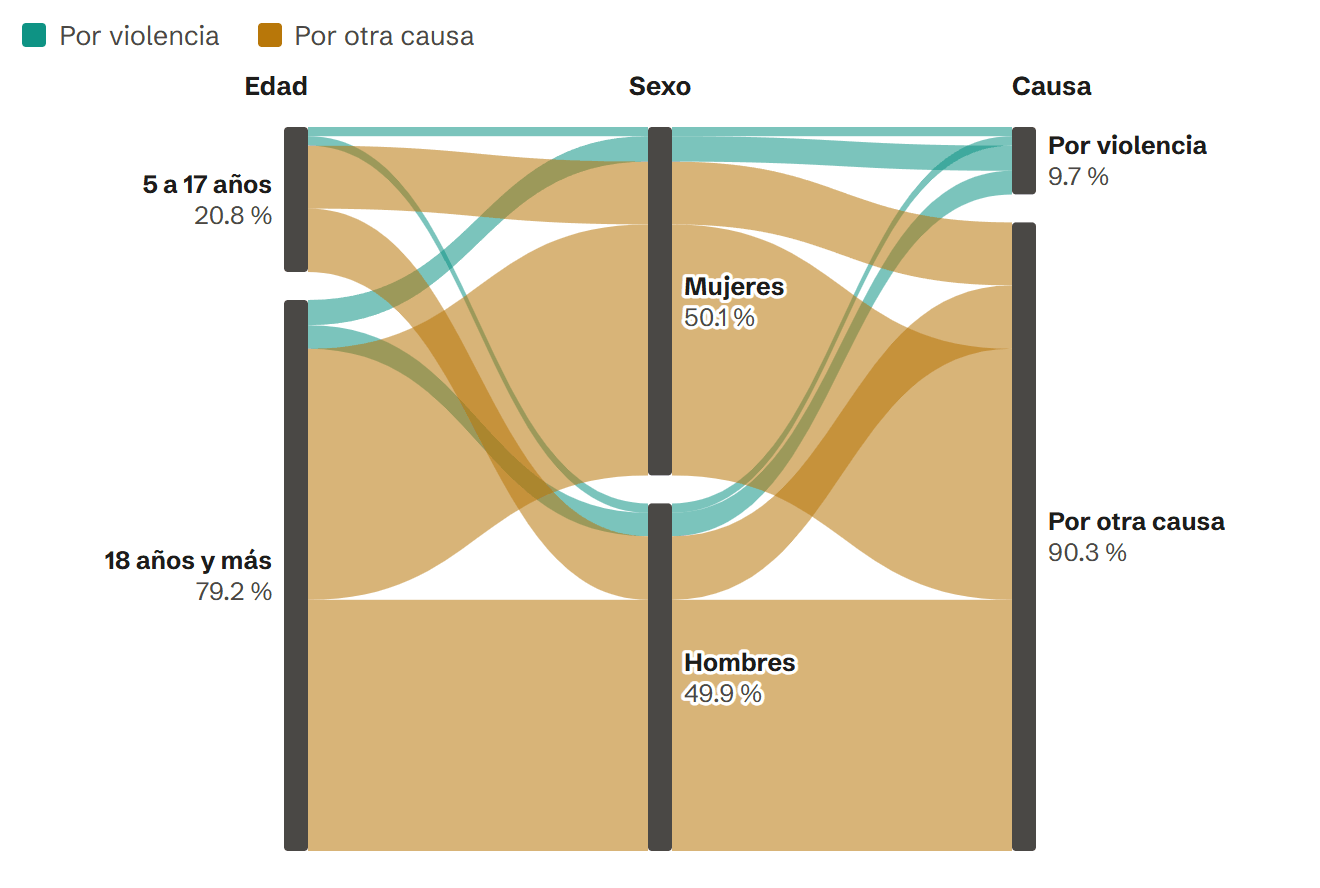 Por violencia
Por otra causa
Edad
Sexo
Causa
5 a 17 años
20.8 %
18 años y más
79.2 %
Mujeres
50.1 %
Hombres
49.9 %
Por violencia
9.7 %
Por otra causa
90.3 %